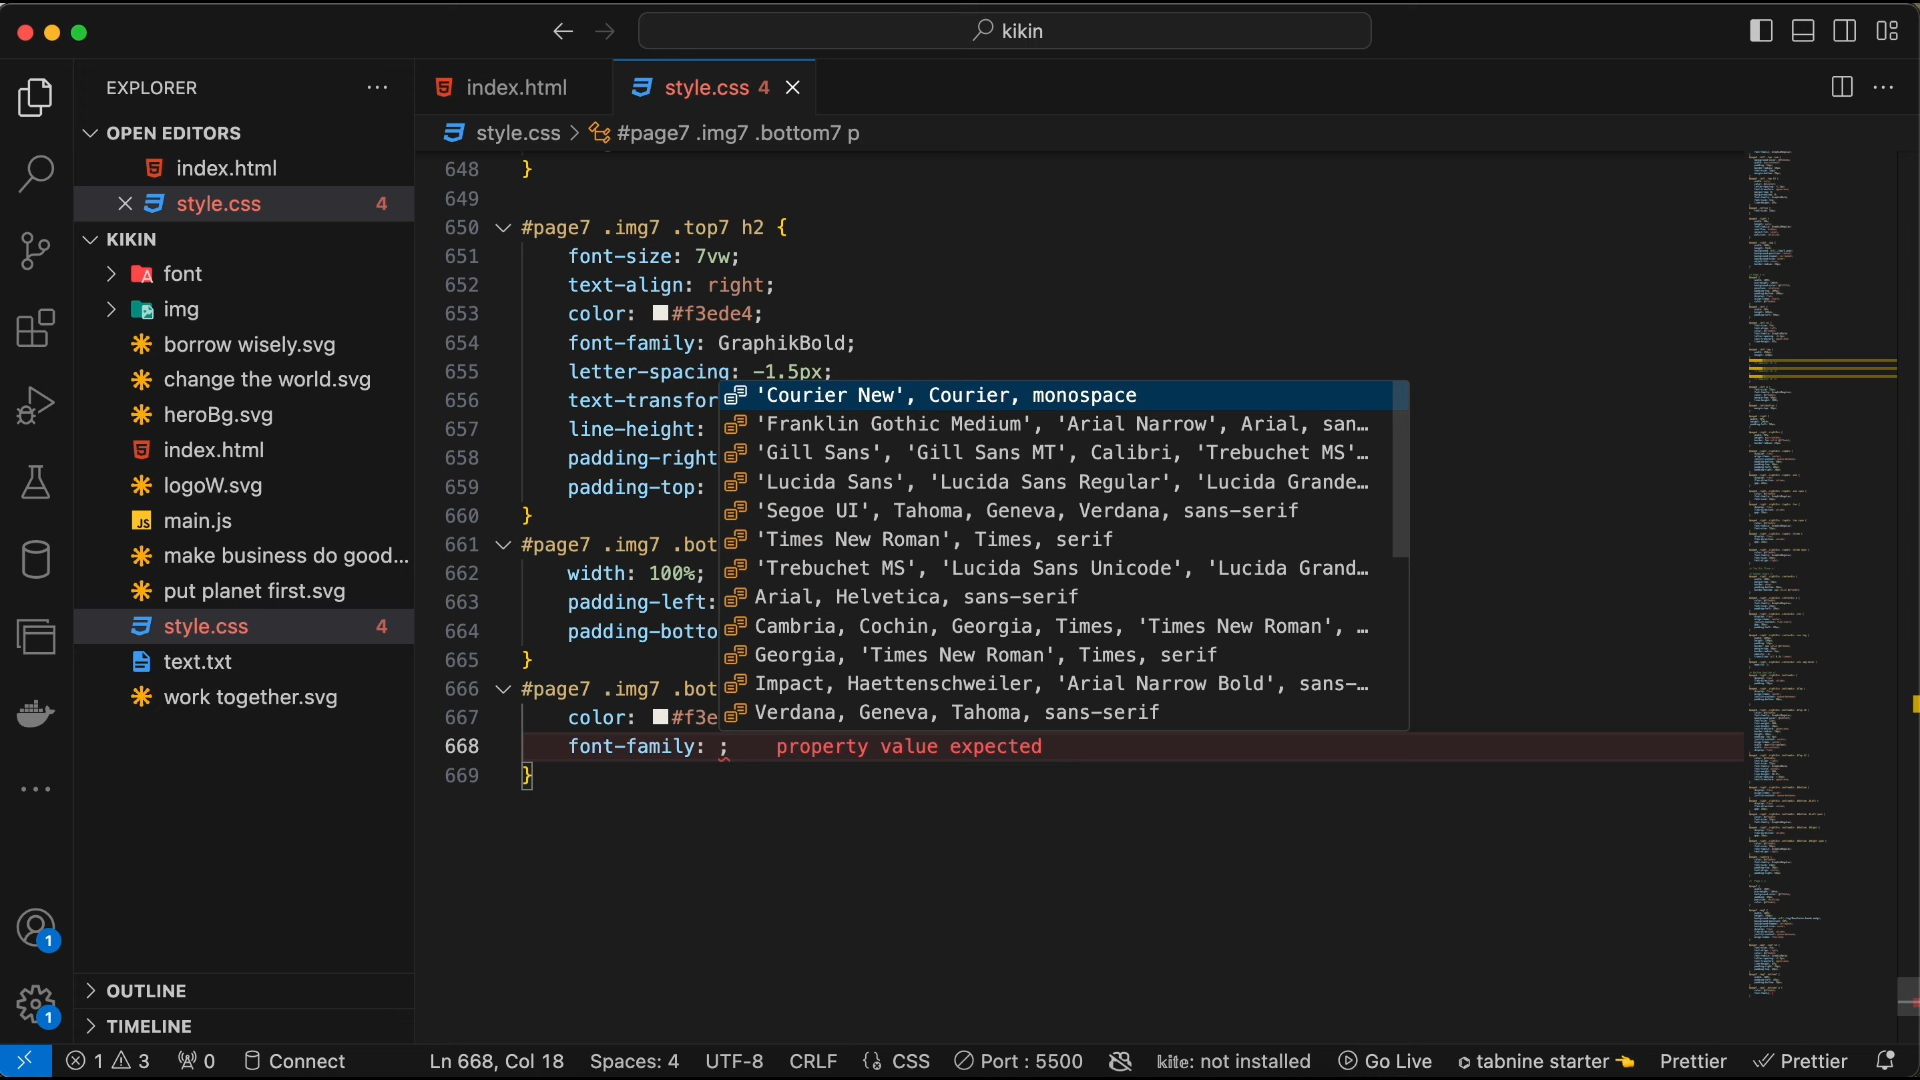 kikin
EXPLORER
OPEN EDITORS
index.html
style.css 4
KIKIN
font
img
borrow wisely.svg
change the world.svg
heroBg.svg
index.html
logoW.svg
main.js
make business do good...
put planet first.svg
style.css 4
text.txt
work together.svg
OUTLINE
TIMELINE
index.html
style.css 4
style.css > #page7 .img7 .bottom7 p
648 }
649
650 #page7 .img7 .top7 h2 {
651 font-size: 7vw;
652 text-align: right;
653 color: #f3ede4;
654 font-family: GraphikBold;
655 letter-spacing: -1.5px;
656 text-transfor
657 line-height:
658 padding-right
659 padding-top:
660 }
661 #page7 .img7 .bot
662 width: 100%;
663 padding-left:
664 padding-botto
665 }
666 #page7 .img7 .bot
667 color: #f3e
668 font-family: ; property value expected
669 }
'Courier New', Courier, monospace
'Franklin Gothic Medium', 'Arial Narrow', Arial, san…
'Gill Sans', 'Gill Sans MT', Calibri, 'Trebuchet MS'…
'Lucida Sans', 'Lucida Sans Regular', 'Lucida Grande…
'Segoe UI', Tahoma, Geneva, Verdana, sans-serif
'Times New Roman', Times, serif
'Trebuchet MS', 'Lucida Sans Unicode', 'Lucida Grand…
Arial, Helvetica, sans-serif
Cambria, Cochin, Georgia, Times, 'Times New Roman', …
Georgia, 'Times New Roman', Times, serif
Impact, Haettenschweiler, 'Arial Narrow Bold', sans-…
Verdana, Geneva, Tahoma, sans-serif
1
1
1 3 0 Connect Ln 668, Col 18 Spaces: 4 UTF-8 CRLF {} CSS Port : 5500 kite: not installed Go Live tabnine starter Prettier Prettier